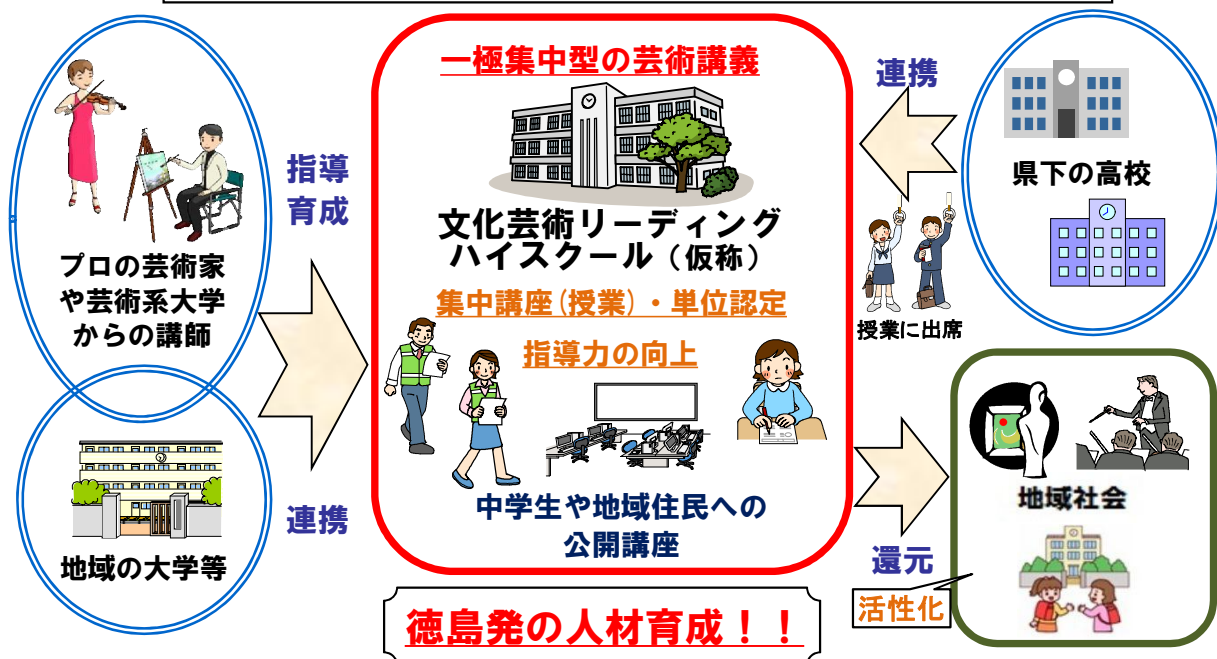 一極集中型の芸術講義
文化芸術リーディング
ハイスクール（仮称）
集中講座(授業)・単位認定
指導力の向上
中学生や地域住民への
公開講座
プロの芸術家
や芸術系大学
からの講師
指導
育成
地域の大学等
連携
連携
県下の高校
授業に出席
地域社会
還元
活性化
徳島発の人材育成！！